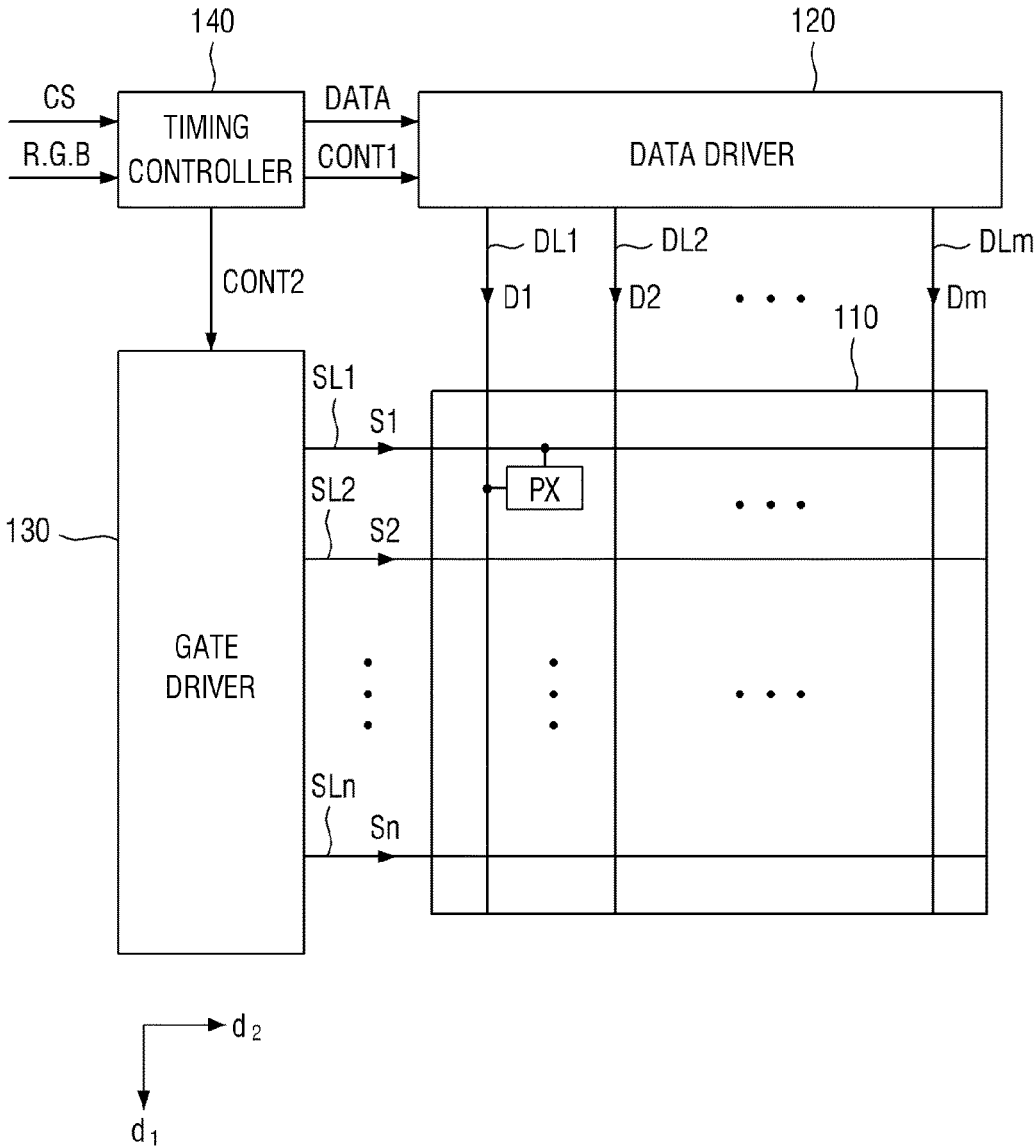 140
120
CS
R.G.B
TIMING
CONTROLLER
DATA
CONT1
DATA DRIVER
CONT2
DL1
DL2
DLm
D1
D2
Dm
110
130
GATE
DRIVER
SL1
S1
PX
SL2
S2
SLn
Sn
d2
d1